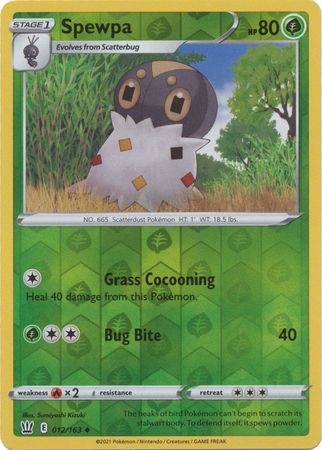 STAGE 1
Spewpa
HP 80
Evolves from Scatterbug
NO. 665 Scatterdust Pokémon HT: 1' WT: 18.5 lbs.
Grass Cocooning
Heal 40 damage from this Pokémon.
Bug Bite 40
weakness ×2 resistance retreat
Illus. Sumiyoshi Kizuki
E 012/163
The beaks of bird Pokémon can't begin to scratch its
stalwart body. To defend itself, it spews powder.
©2021 Pokémon / Nintendo / Creatures / GAME FREAK